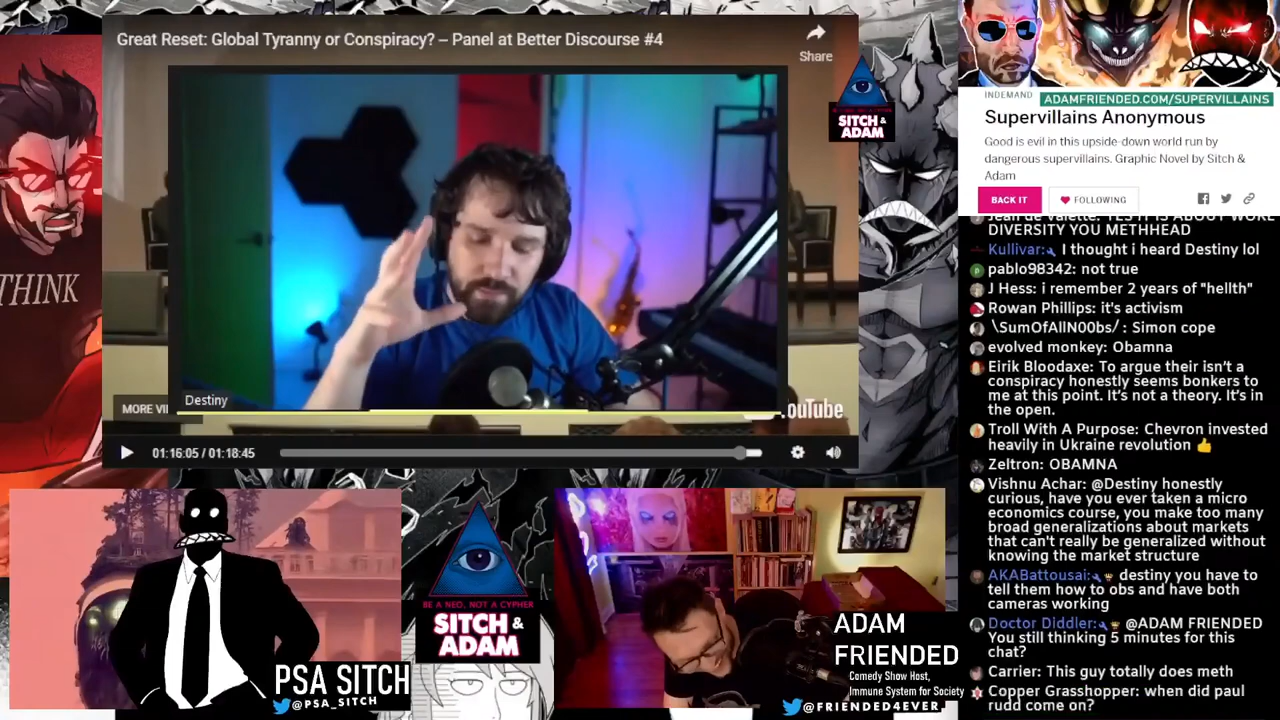 Great Reset: Global Tyranny or Conspiracy? – Panel at Better Discourse #4
Share
SITCH &
ADAM
Destiny
MORE VI
ouTube
01:16:05 / 01:18:45
THINK
INDEMAND
ADAMFRIENDED.COM/SUPERVILLAINS
Supervillains Anonymous
Good is evil in this upside-down world run by
dangerous supervillains. Graphic Novel by Sitch &
Adam
BACK IT
FOLLOWING
DIVERSITY YOU METHHEAD
Kullivar: I thought i heard Destiny lol
pablo98342: not true
J Hess: i remember 2 years of "hellth"
Rowan Phillips: it's activism
\SumOfAllN00bs/ : Simon cope
evolved monkey: Obamna
Eirik Bloodaxe: To argue their isn’t a
conspiracy honestly seems bonkers to
me at this point. It’s not a theory. It’s in
the open.
Troll With A Purpose: Chevron invested
heavily in Ukraine revolution 👍
Zeltron: OBAMNA
Vishnu Achar: @Destiny honestly
curious, have you ever taken a micro
economics course, you make too many
broad generalizations about markets
that can't really be generalized without
knowing the market structure
AKABattousai: destiny you have to
tell them how to obs and have both
cameras working
Doctor Diddler: @ADAM FRIENDED
You still thinking 5 minutes for this
chat?
Carrier: This guy totally does meth
Copper Grasshopper: when did paul
rudd come on?
PSA SITCH
@PSA_SITCH
BE A NEO, NOT A CYPHER
SITCH &
ADAM
ADAM
FRIENDED
Comedy Show Host,
Immune System for Society
@FRIENDED4EVER